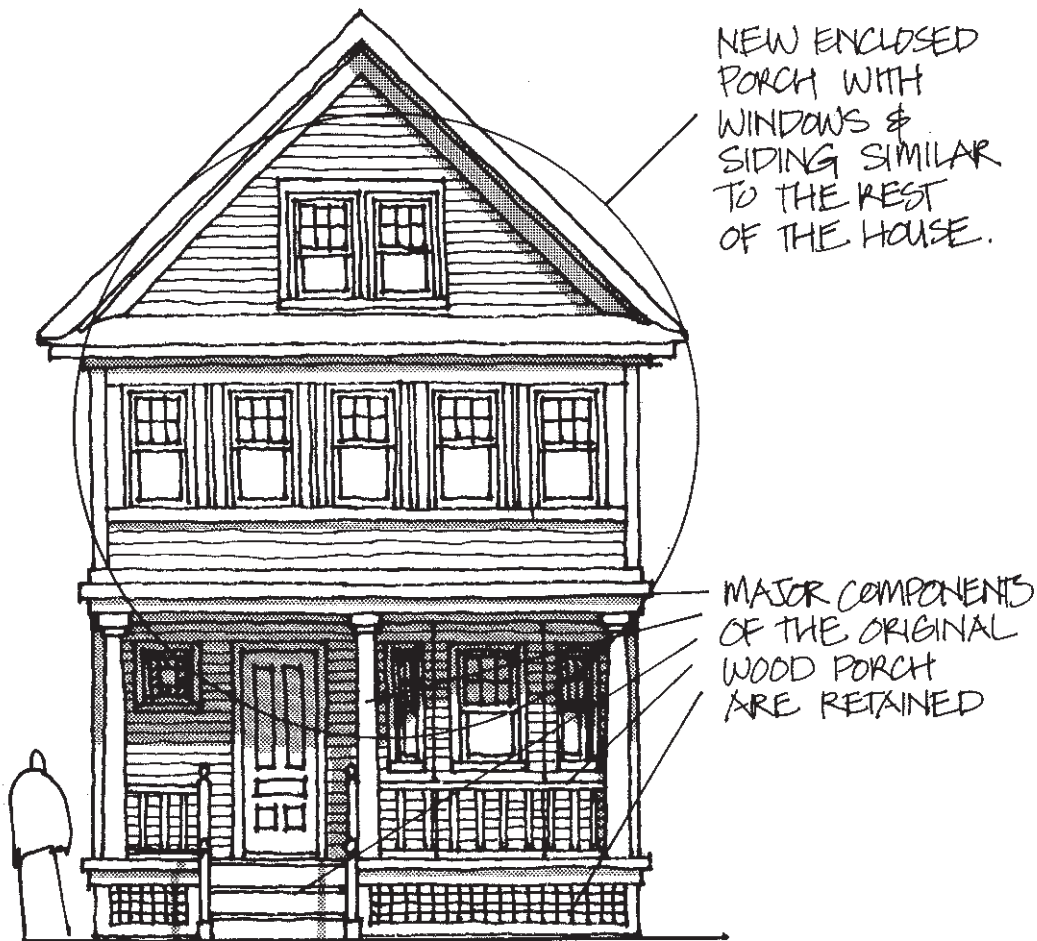 NEW ENCLOSED
PORCH WITH
WINDOWS &
SIDING SIMILAR
TO THE REST
OF THE HOUSE.
MAJOR COMPONENTS
OF THE ORIGINAL
WOOD PORCH
ARE RETAINED